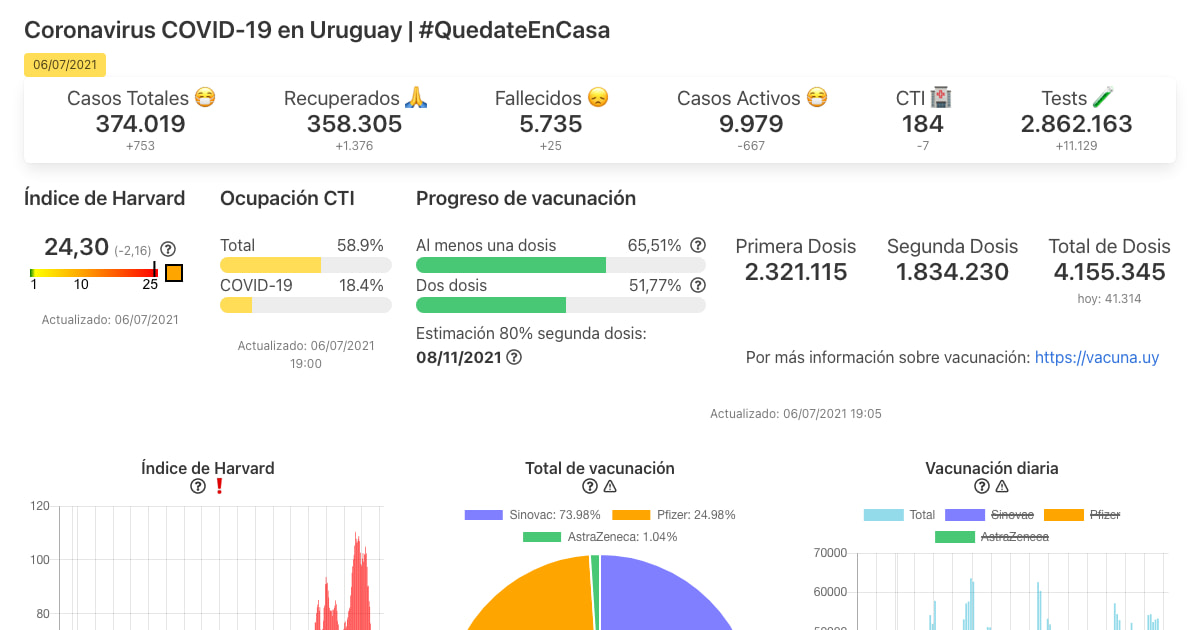 Coronavirus COVID-19 en Uruguay | #QuedateEnCasa
06/07/2021
Casos Totales 😷 Recuperados 🙏 Fallecidos 😞 Casos Activos 😷 CTI 🏥 Tests 🧪
374.019 358.305 5.735 9.979 184 2.862.163
+753 +1.376 +25 -667 -7 +11.129
Índice de Harvard Ocupación CTI Progreso de vacunación
24,30 (-2,16)
1 10 25
Actualizado: 06/07/2021
Total 58.9%
COVID-19 18.4%
Actualizado: 06/07/2021
19:00
Al menos una dosis 65,51%
Dos dosis 51,77%
Estimación 80% segunda dosis:
08/11/2021
Primera Dosis Segunda Dosis Total de Dosis
2.321.115 1.834.230 4.155.345
hoy: 41.314
Por más información sobre vacunación: https://vacuna.uy
Actualizado: 06/07/2021 19:05
Índice de Harvard
❗
120
100
80
Total de vacunación
Sinovac: 73.98% Pfizer: 24.98%
AstraZeneca: 1.04%
Vacunación diaria
Total Sinovac Pfizer
AstraZeneca
70000
60000
50000